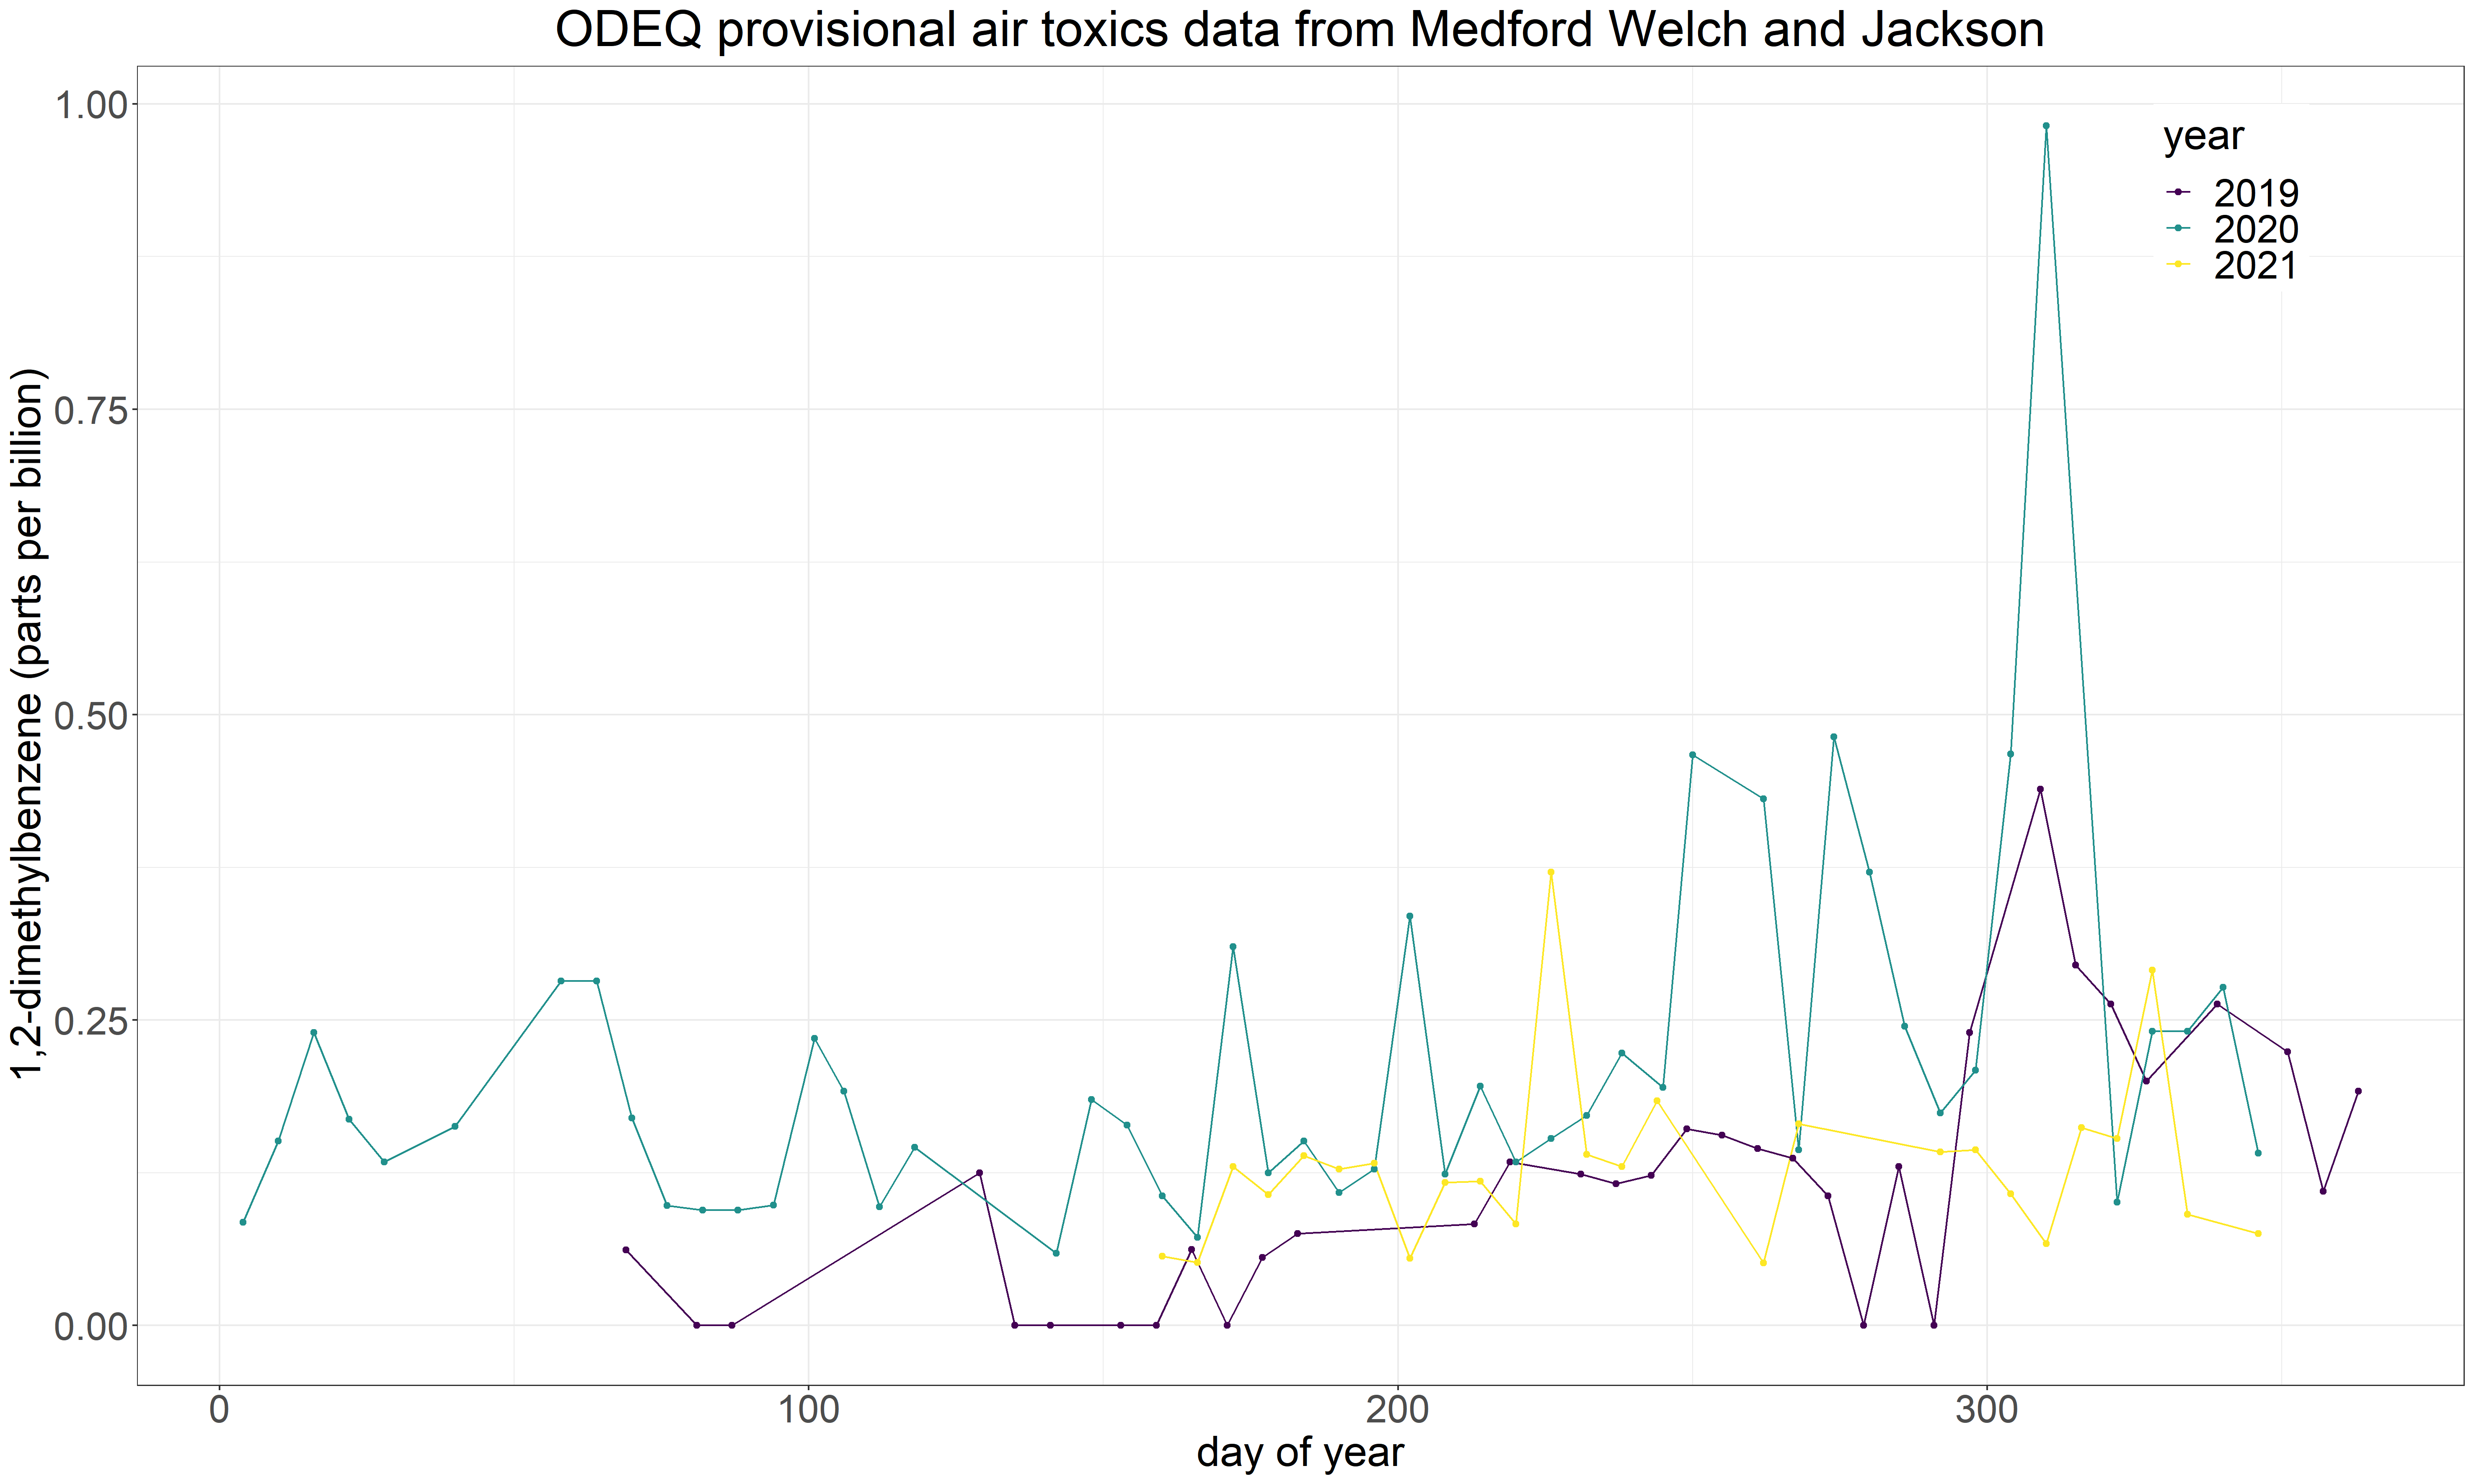 ODEQ provisional air toxics data from Medford Welch and Jackson
1,2-dimethylbenzene (parts per billion)
1.00
0.75
0.50
0.25
0.00
year
2019
2020
2021
0 100 200 300
day of year